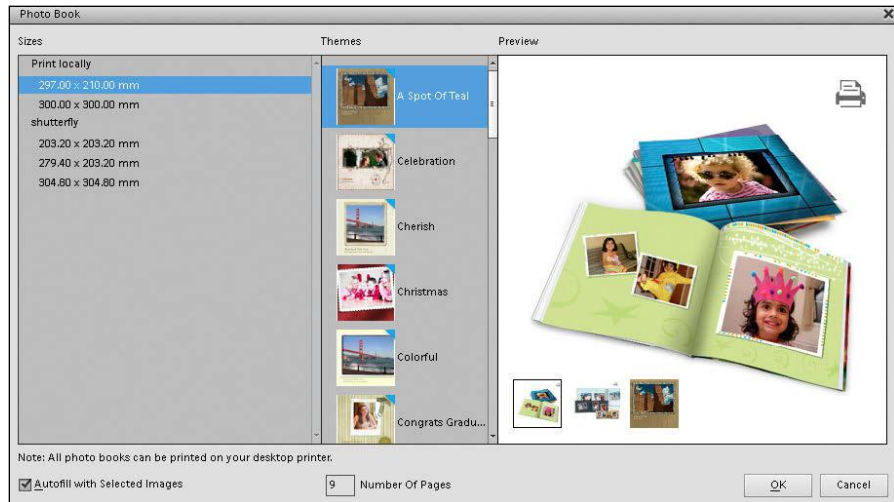 Photo Book
Sizes
Themes
Preview
Print locally
297.00 x 210.00 mm
300.00 x 300.00 mm
shutterfly
203.20 x 203.20 mm
279.40 x 203.20 mm
304.80 x 304.80 mm
A Spot Of Teal
Celebration
Cherish
Christmas
Colorful
Congrats Gradu...
Note: All photo books can be printed on your desktop printer.
Autofill with Selected Images
9 Number Of Pages
OK
Cancel